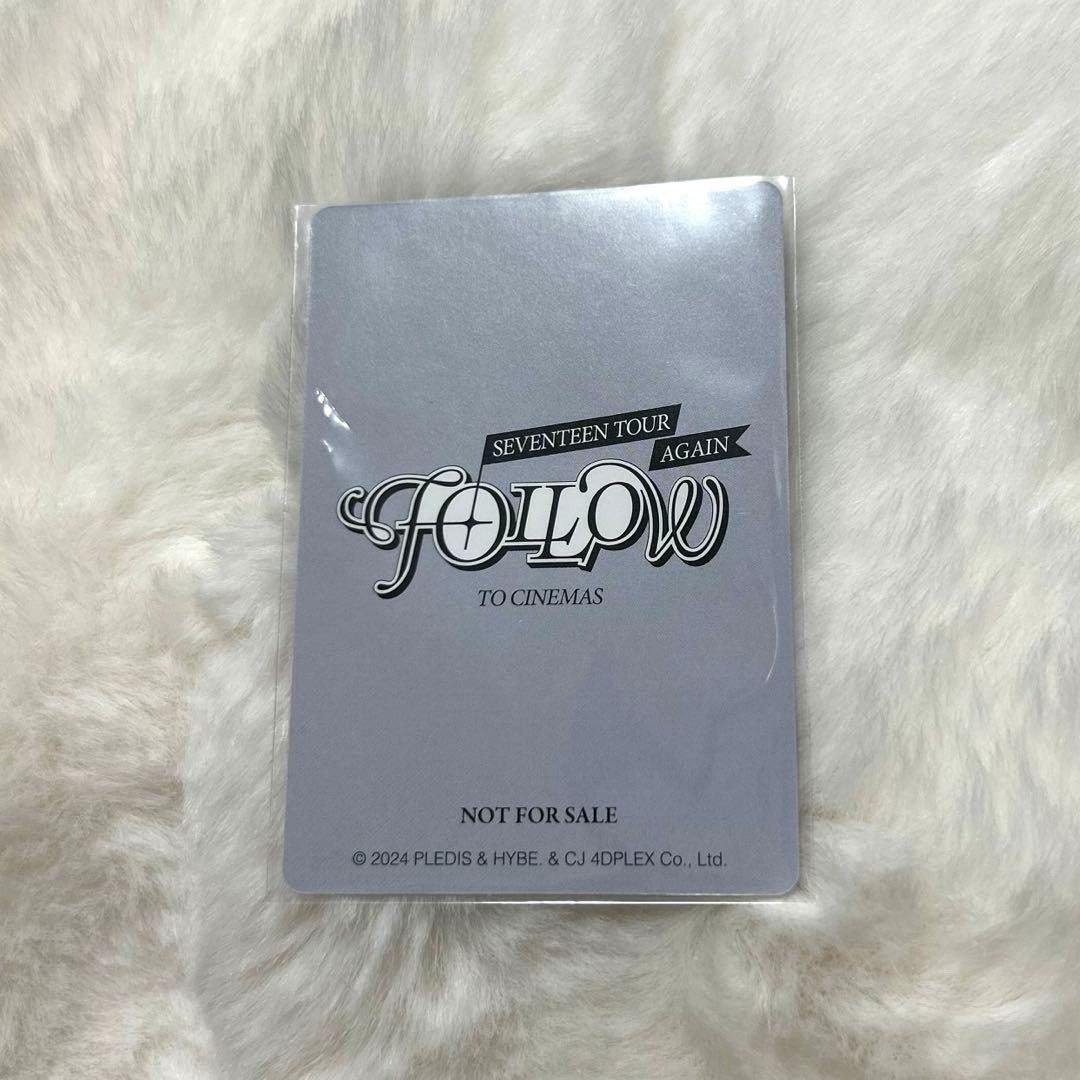 SEVENTEEN TOUR
AGAIN
FOLLOW
TO CINEMAS
NOT FOR SALE
© 2024 PLEDIS & HYBE. & CJ 4DPLEX Co., Ltd.